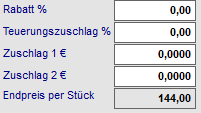 Rabatt % 0,00
Teuerungszuschlag % 0,00
Zuschlag 1 € 0,0000
Zuschlag 2 € 0,0000
Endpreis per Stück 144,00